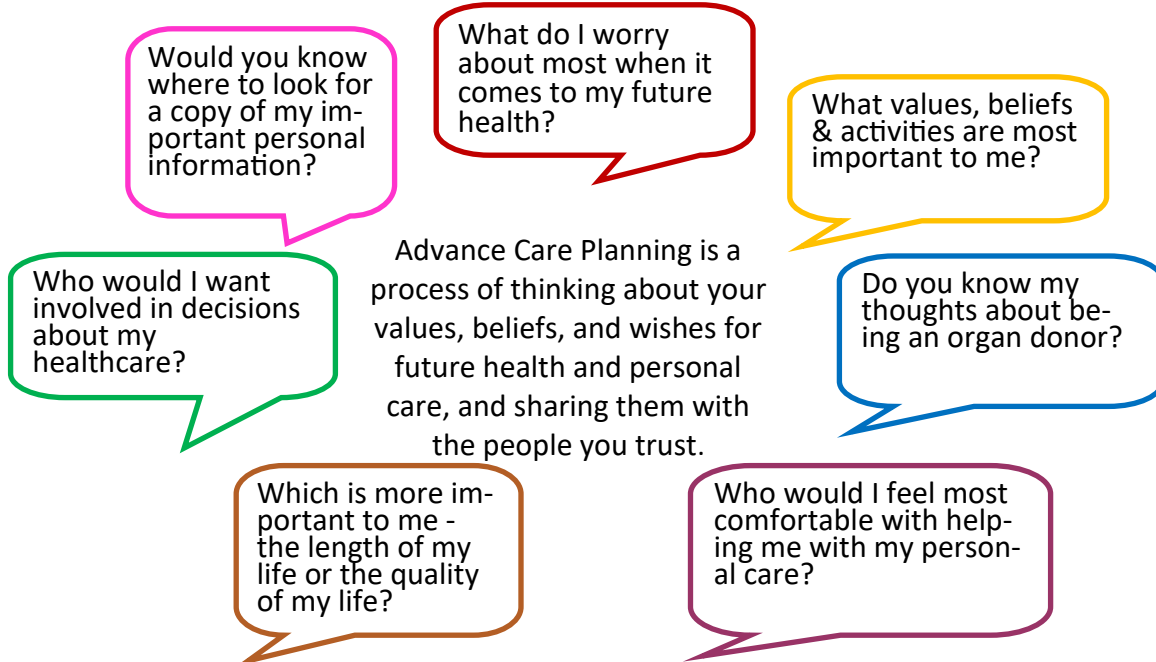 Would you know
where to look for
a copy of my im-
portant personal
information?
What do I worry
about most when it
comes to my future
health?
What values, beliefs
& activities are most
important to me?
Who would I want
involved in decisions
about my
healthcare?
Advance Care Planning is a
process of thinking about your
values, beliefs, and wishes for
future health and personal
care, and sharing them with
the people you trust.
Do you know my
thoughts about be-
ing an organ donor?
Which is more im-
portant to me -
the length of my
life or the quality
of my life?
Who would I feel most
comfortable with help-
ing me with my person-
al care?